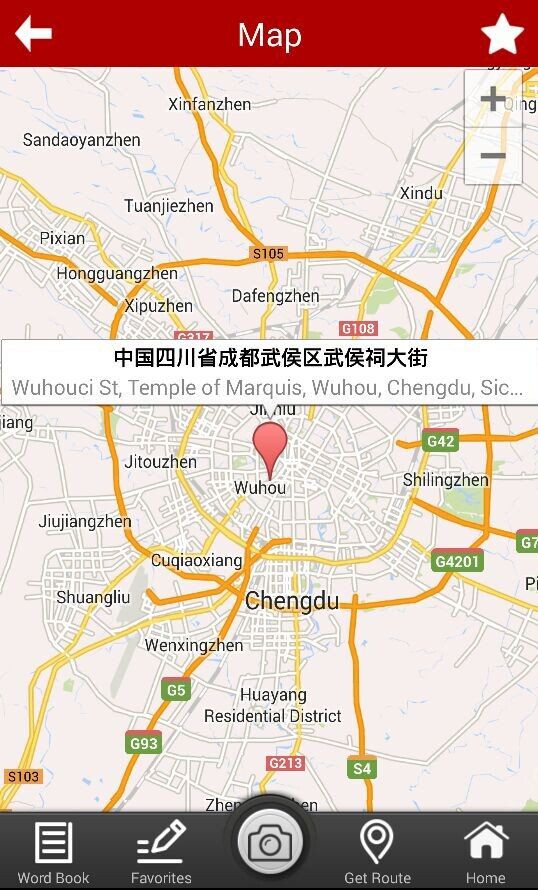 Map
Xinfanzhen
Sandaoyanzhen
Xindu
Tuanjiezhen
Pixian
S105
Hongguangzhen
Xipuzhen
Dafengzhen
G108
G317
中国四川省成都武侯区武侯祠大街
Wuhouci St, Temple of Marquis, Wuhou, Chengdu, Sic...
G42
Jitouzhen
Shilingzhen
Wuhou
Jiujiangzhen
Cuqiaoxiang
G4201
Shuangliu
Chengdu
Wenxingzhen
G5
Huayang
Residential District
G93
G213
S4
S103
Word Book
Favorites
Get Route
Home